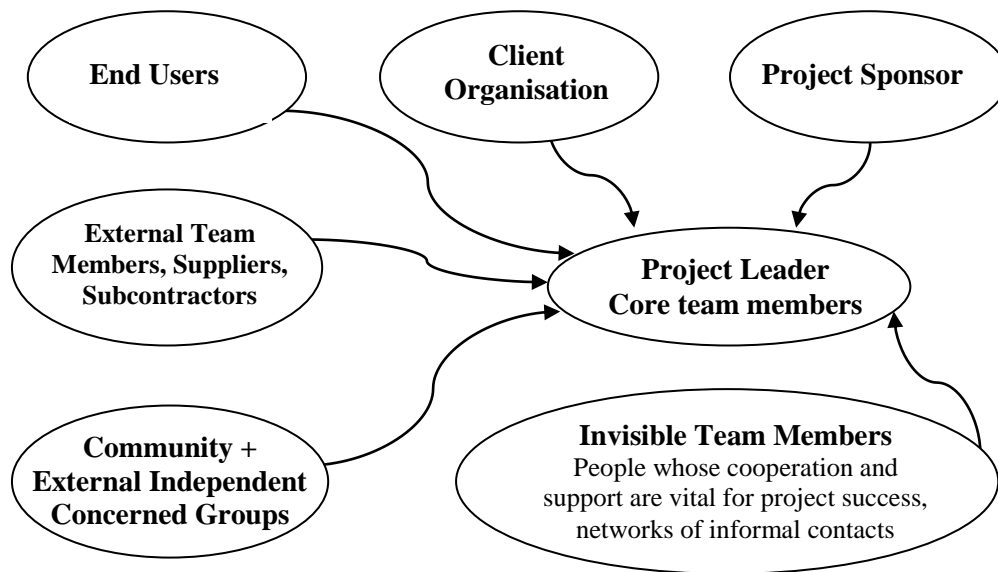 End Users
Client
Organisation
Project Sponsor
External Team
Members, Suppliers,
Subcontractors
Project Leader
Core team members
Community +
External Independent
Concerned Groups
Invisible Team Members
People whose cooperation and
support are vital for project success,
networks of informal contacts